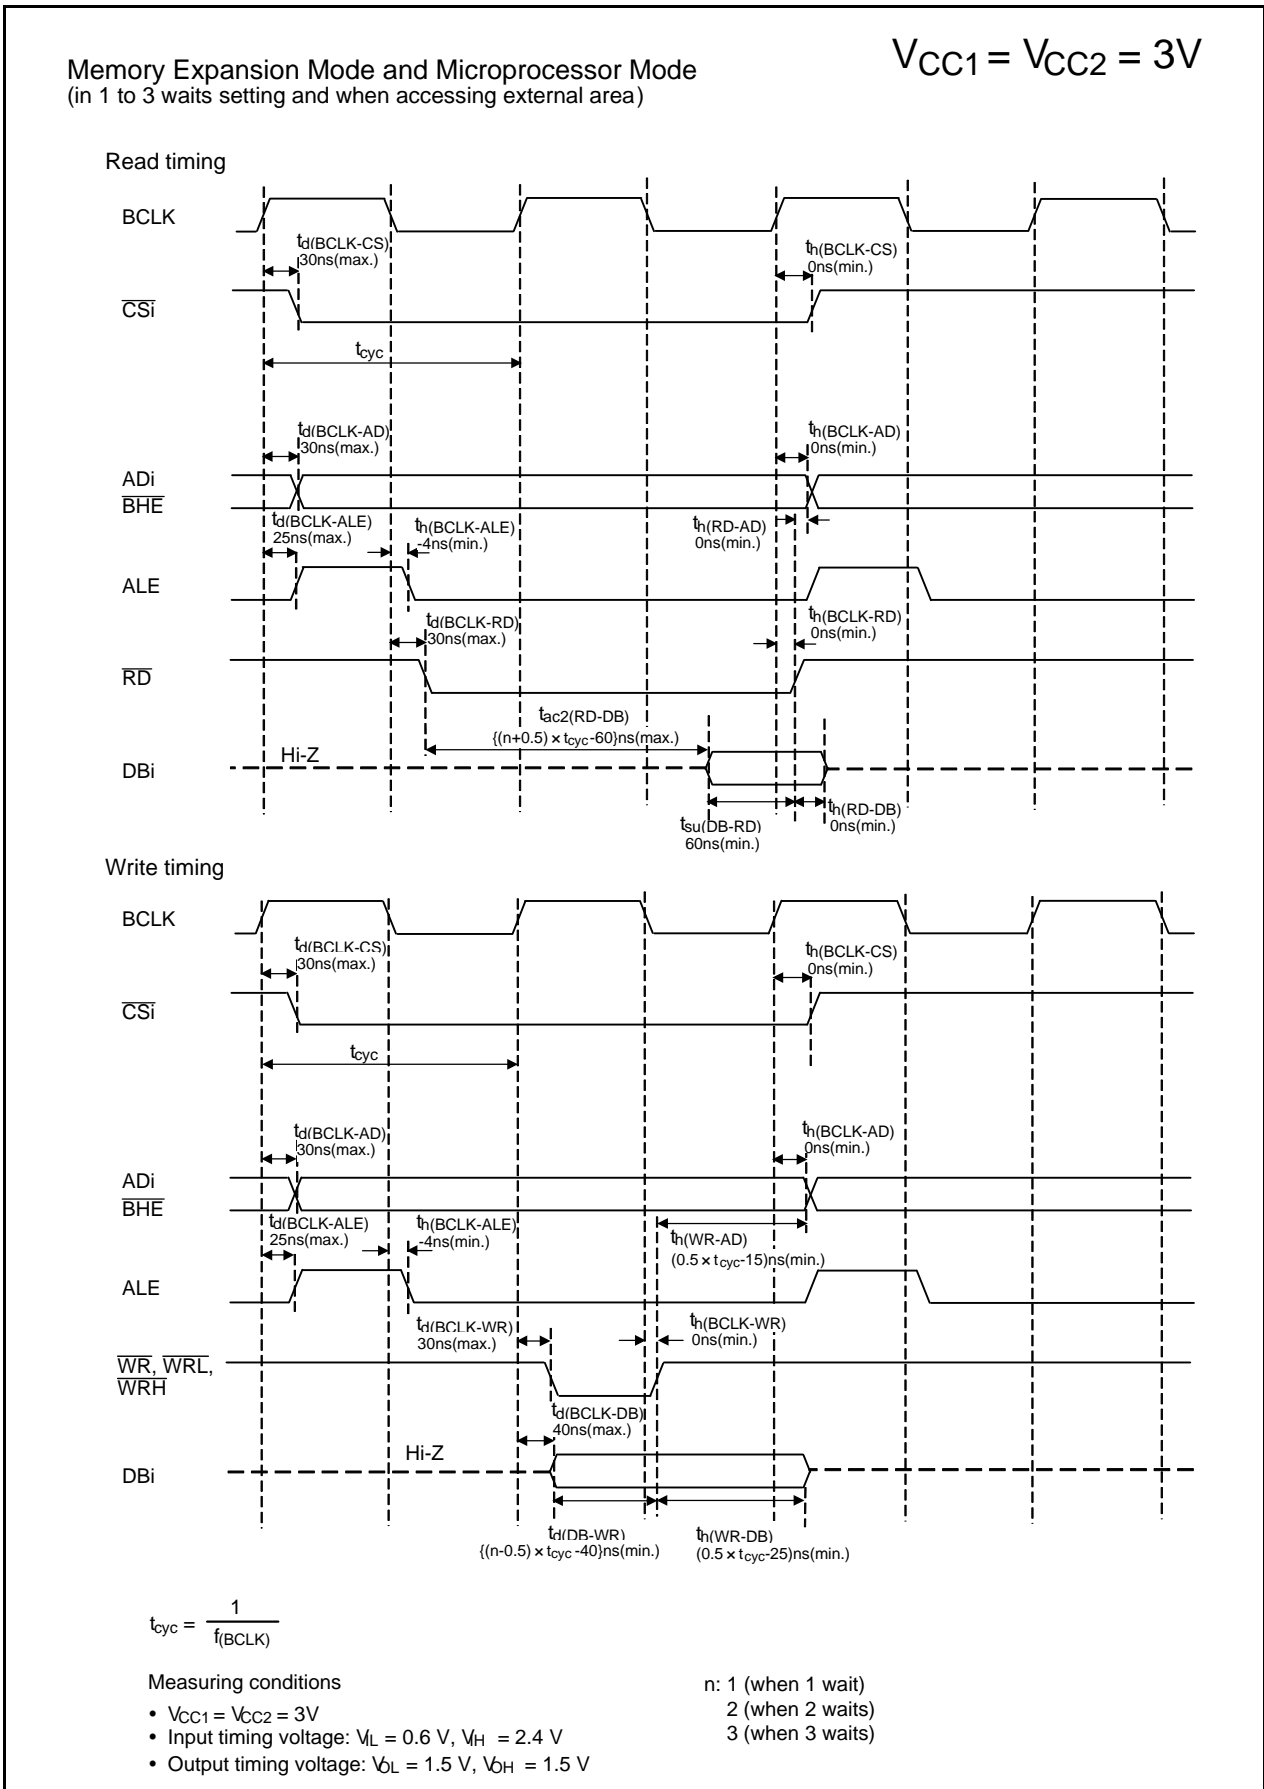 Memory Expansion Mode and Microprocessor Mode
(in 1 to 3 waits setting and when accessing external area)
VCC1 = VCC2 = 3V
Read timing
BCLK
td(BCLK-CS)
30ns(max.)
th(BCLK-CS)
0ns(min.)
CSi
tcyc
td(BCLK-AD)
30ns(max.)
th(BCLK-AD)
0ns(min.)
ADi
BHE
td(BCLK-ALE)
25ns(max.)
th(BCLK-ALE)
-4ns(min.)
th(RD-AD)
0ns(min.)
ALE
td(BCLK-RD)
30ns(max.)
th(BCLK-RD)
0ns(min.)
RD
tac2(RD-DB)
{(n+0.5) × tcyc-60}ns(max.)
Hi-Z
DBi
tsu(DB-RD)
60ns(min.)
th(RD-DB)
0ns(min.)
Write timing
BCLK
td(BCLK-CS)
30ns(max.)
th(BCLK-CS)
0ns(min.)
CSi
tcyc
td(BCLK-AD)
30ns(max.)
th(BCLK-AD)
0ns(min.)
ADi
BHE
td(BCLK-ALE)
25ns(max.)
th(BCLK-ALE)
-4ns(min.)
th(WR-AD)
(0.5 × tcyc-15)ns(min.)
ALE
td(BCLK-WR)
30ns(max.)
th(BCLK-WR)
0ns(min.)
WR, WRL,
WRH
td(BCLK-DB)
40ns(max.)
Hi-Z
DBi
td(DB-WR)
{(n-0.5) × tcyc -40}ns(min.)
th(WR-DB)
(0.5 × tcyc-25)ns(min.)
tcyc = 1
f(BCLK)
Measuring conditions
• VCC1 = VCC2 = 3V
• Input timing voltage: VIL = 0.6 V, VIH = 2.4 V
• Output timing voltage: VOL = 1.5 V, VOH = 1.5 V
n: 1 (when 1 wait)
2 (when 2 waits)
3 (when 3 waits)